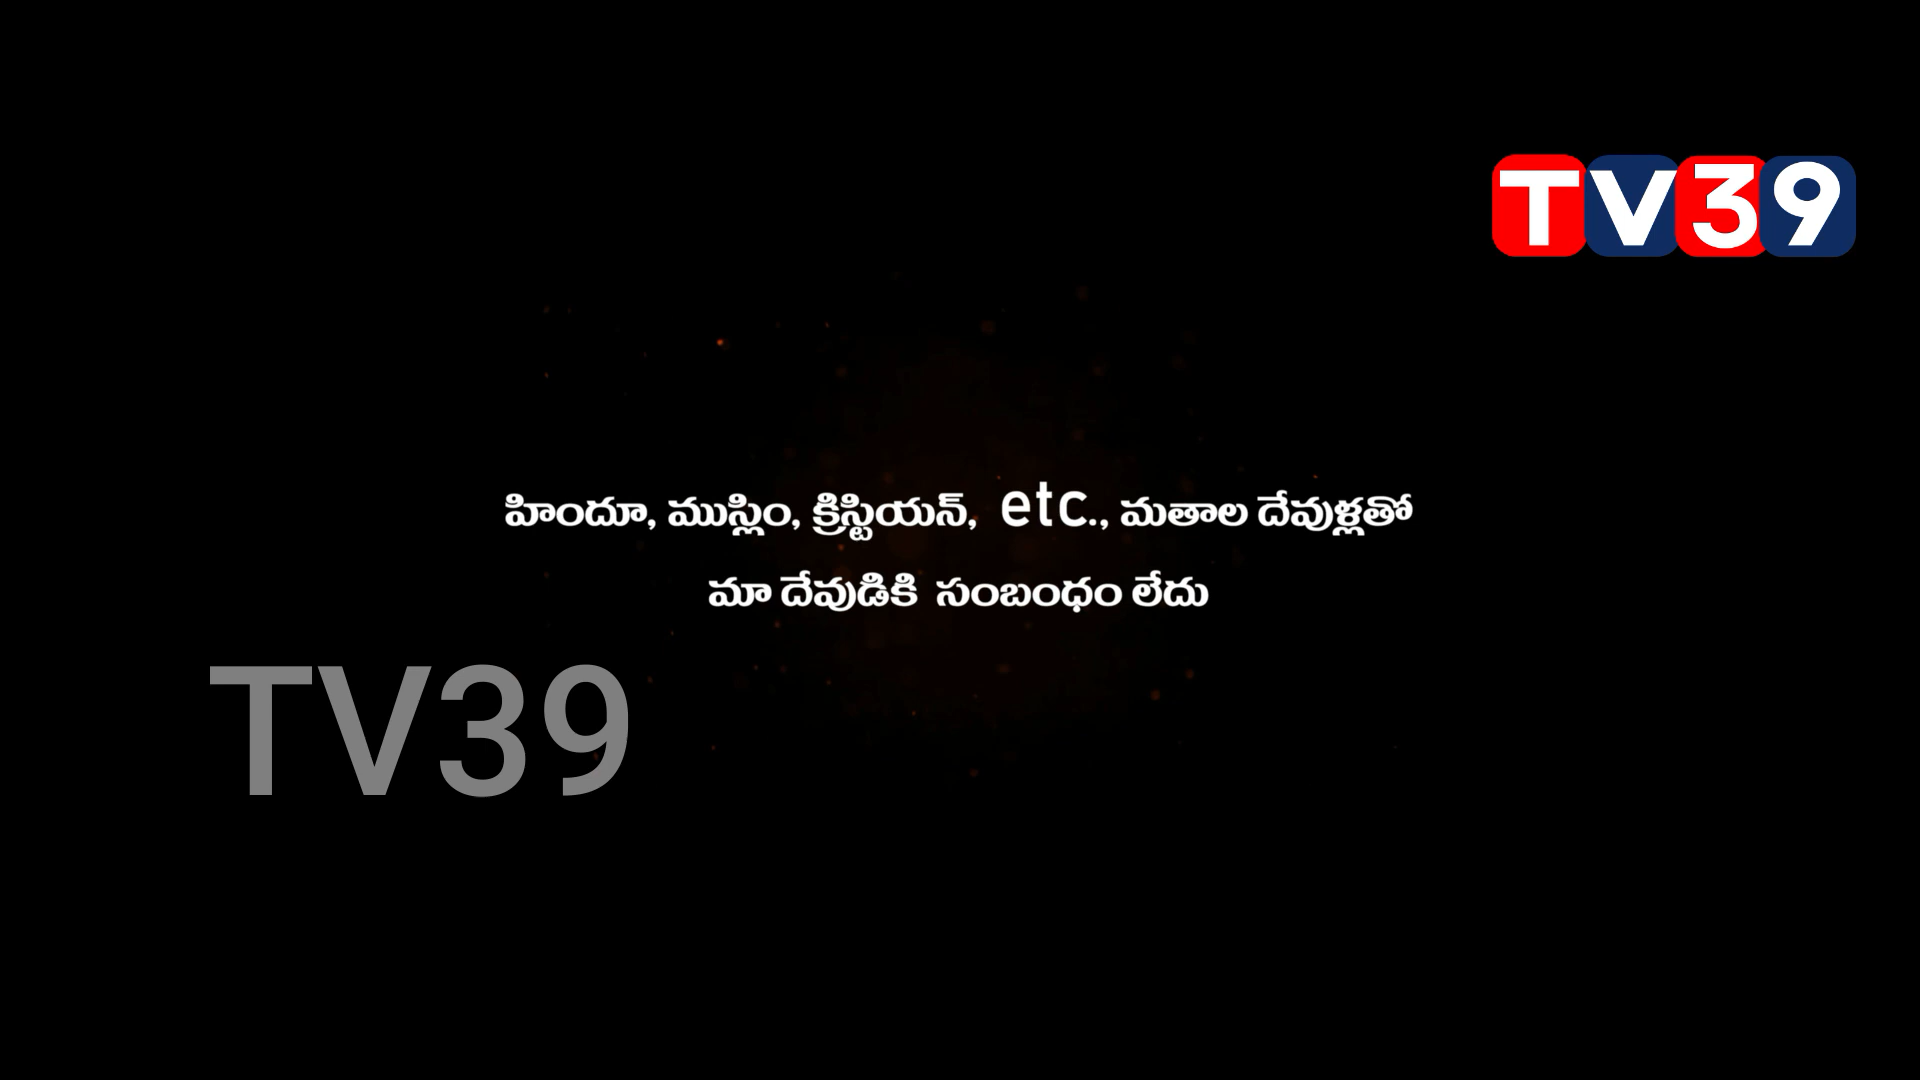 TV39
హిందూ, ముస్లిం, క్రిస్టియన్, etc., మతాల దేవుళ్లతో
మా దేవుడికి సంబంధం లేదు
TV39